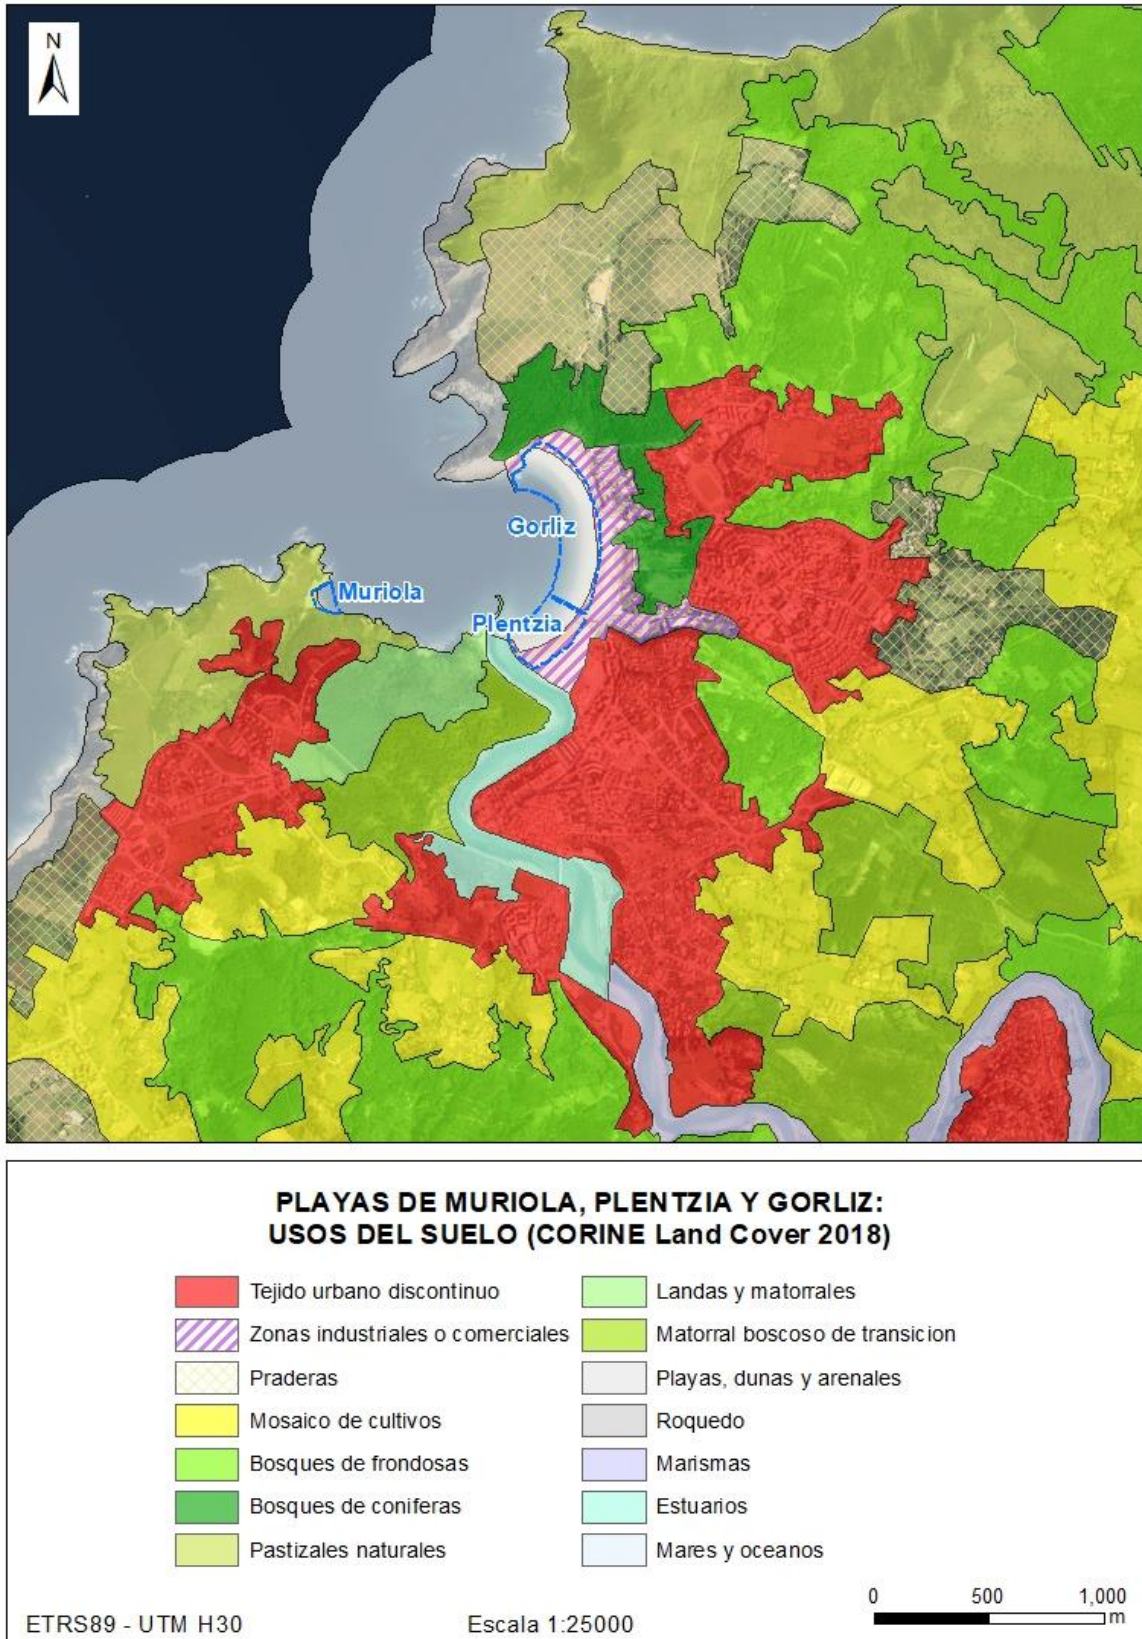 N
Gorliz
Muriola
Plentzia
PLAYAS DE MURIOLA, PLENTZIA Y GORLIZ:
USOS DEL SUELO (CORINE Land Cover 2018)
Tejido urbano discontinuo
Zonas industriales o comerciales
Praderas
Mosaico de cultivos
Bosques de frondosas
Bosques de coniferas
Pastizales naturales
Landas y matorrales
Matorral boscoso de transicion
Playas, dunas y arenales
Roquedo
Marismas
Estuarios
Mares y oceanos
0 500 1,000
m
ETRS89 - UTM H30
Escala 1:25000